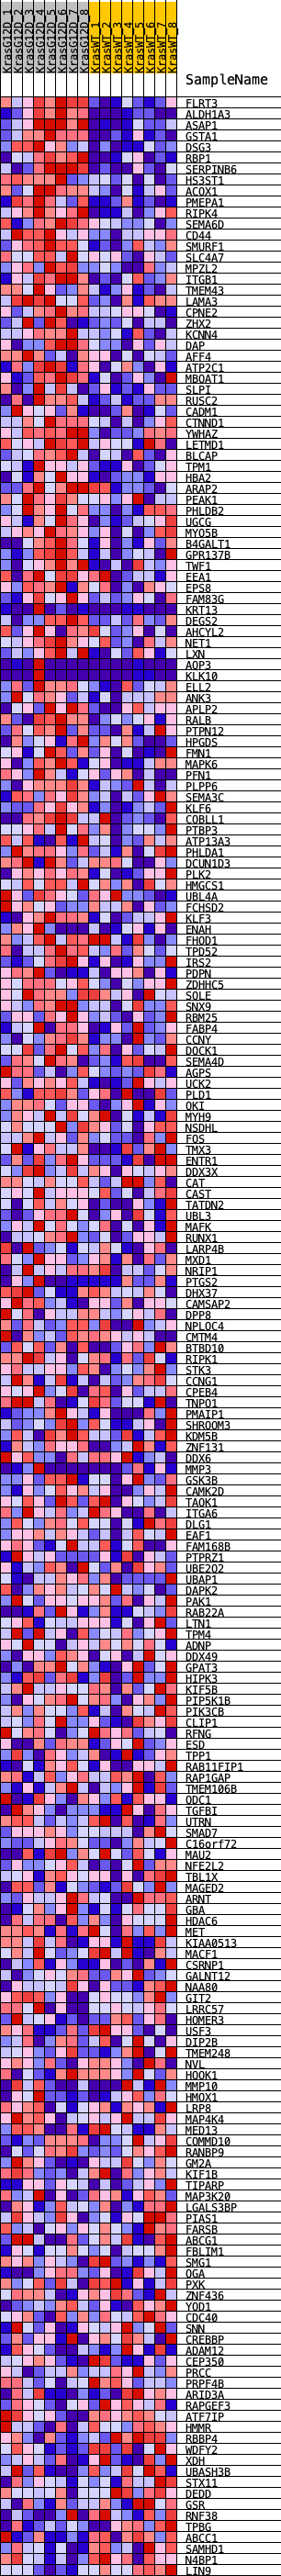 KrasG12D_1
KrasG12D_2
KrasG12D_3
KrasG12D_4
KrasG12D_5
KrasG12D_6
KrasG12D_7
KrasG12D_8
KrasWT_1
KrasWT_2
KrasWT_3
KrasWT_4
KrasWT_5
KrasWT_6
KrasWT_7
KrasWT_8
SampleName
FLRT3
ALDH1A3
ASAP1
GSTA1
DSG3
RBP1
SERPINB6
HS3ST1
ACOX1
PMEPA1
RIPK4
SEMA6D
CD44
SMURF1
SLC4A7
MPZL2
ITGB1
TMEM43
LAMA3
CPNE2
ZHX2
KCNN4
DAP
AFF4
ATP2C1
MBOAT1
SLPI
RUSC2
CADM1
CTNND1
YWHAZ
LETMD1
BLCAP
TPM1
HBA2
ARAP2
PEAK1
PHLDB2
UGCG
MYO5B
B4GALT1
GPR137B
TWF1
EEA1
EPS8
FAM83G
KRT13
DEGS2
AHCYL2
NET1
LXN
AQP3
KLK10
ELL2
ANK3
APLP2
RALB
PTPN12
HPGDS
FMN1
MAPK6
PFN1
PLPP6
SEMA3C
KLF6
COBLL1
PTBP3
ATP13A3
PHLDA1
DCUN1D3
PLK2
HMGCS1
UBL4A
FCHSD2
KLF3
ENAH
FHOD1
TPD52
IRS2
PDPN
ZDHHC5
SQLE
SNX9
RBM25
FABP4
CCNY
DOCK1
SEMA4D
AGPS
UCK2
PLD1
QKI
MYH9
NSDHL
FOS
TMX3
ENTR1
DDX3X
CAT
CAST
TATDN2
UBL3
MAFK
RUNX1
LARP4B
MXD1
NRIP1
PTGS2
DHX37
CAMSAP2
DPP8
NPLOC4
CMTM4
BTBD10
RIPK1
STK3
CCNG1
CPEB4
TNPO1
PMAIP1
SHROOM3
KDM5B
ZNF131
DDX6
MMP3
GSK3B
CAMK2D
TAOK1
ITGA6
DLG1
EAF1
FAM168B
PTPRZ1
UBE2Q2
UBAP1
DAPK2
PAK1
RAB22A
LTN1
TPM4
ADNP
DDX49
GPAT3
HIPK3
KIF5B
PIP5K1B
PIK3CB
CLIP1
RFNG
ESD
TPP1
RAB11FIP1
RAP1GAP
TMEM106B
ODC1
TGFBI
UTRN
SMAD7
C16orf72
MAU2
NFE2L2
TBL1X
MAGED2
ARNT
GBA
HDAC6
MET
KIAA0513
MACF1
CSRNP1
GALNT12
NAA80
GIT2
LRRC57
HOMER3
USF3
DIP2B
TMEM248
NVL
HOOK1
MMP10
HMOX1
LRP8
MAP4K4
MED13
COMMD10
RANBP9
GM2A
KIF1B
TIPARP
MAP3K20
LGALS3BP
PIAS1
FARSB
ABCG1
FBLIM1
SMG1
OGA
PXK
ZNF436
YOD1
CDC40
SNN
CREBBP
ADAM12
CEP350
PRCC
PRPF4B
ARID3A
RAPGEF3
ATF7IP
HMMR
RBBP4
WDFY2
XDH
UBASH3B
STX11
DEDD
GSR
RNF38
TPBG
ABCC1
SAMHD1
N4BP1
LIN9